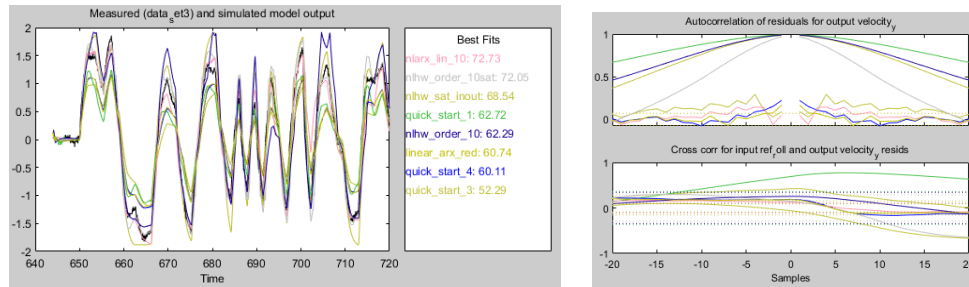 Measured (data_set3) and simulated model output
2
1.5
1
0.5
0
-0.5
-1
-1.5
-2
640 650 660 670 680 690 700 710 720
Time
Best Fits
nlarx_lin_10: 72.73
nlhw_order_10sat: 72.05
nlhw_sat_inout: 68.54
quick_start_1: 62.72
nlhw_order_10: 62.29
linear_arx_red: 60.74
quick_start_4: 60.11
quick_start_3: 52.29
Autocorrelation of residuals for output velocity_y
1
0.5
0
Cross corr for input ref_roll and output velocity_y resids
1
0
-1
-20 -15 -10 -5 0 5 10 15 20
Samples